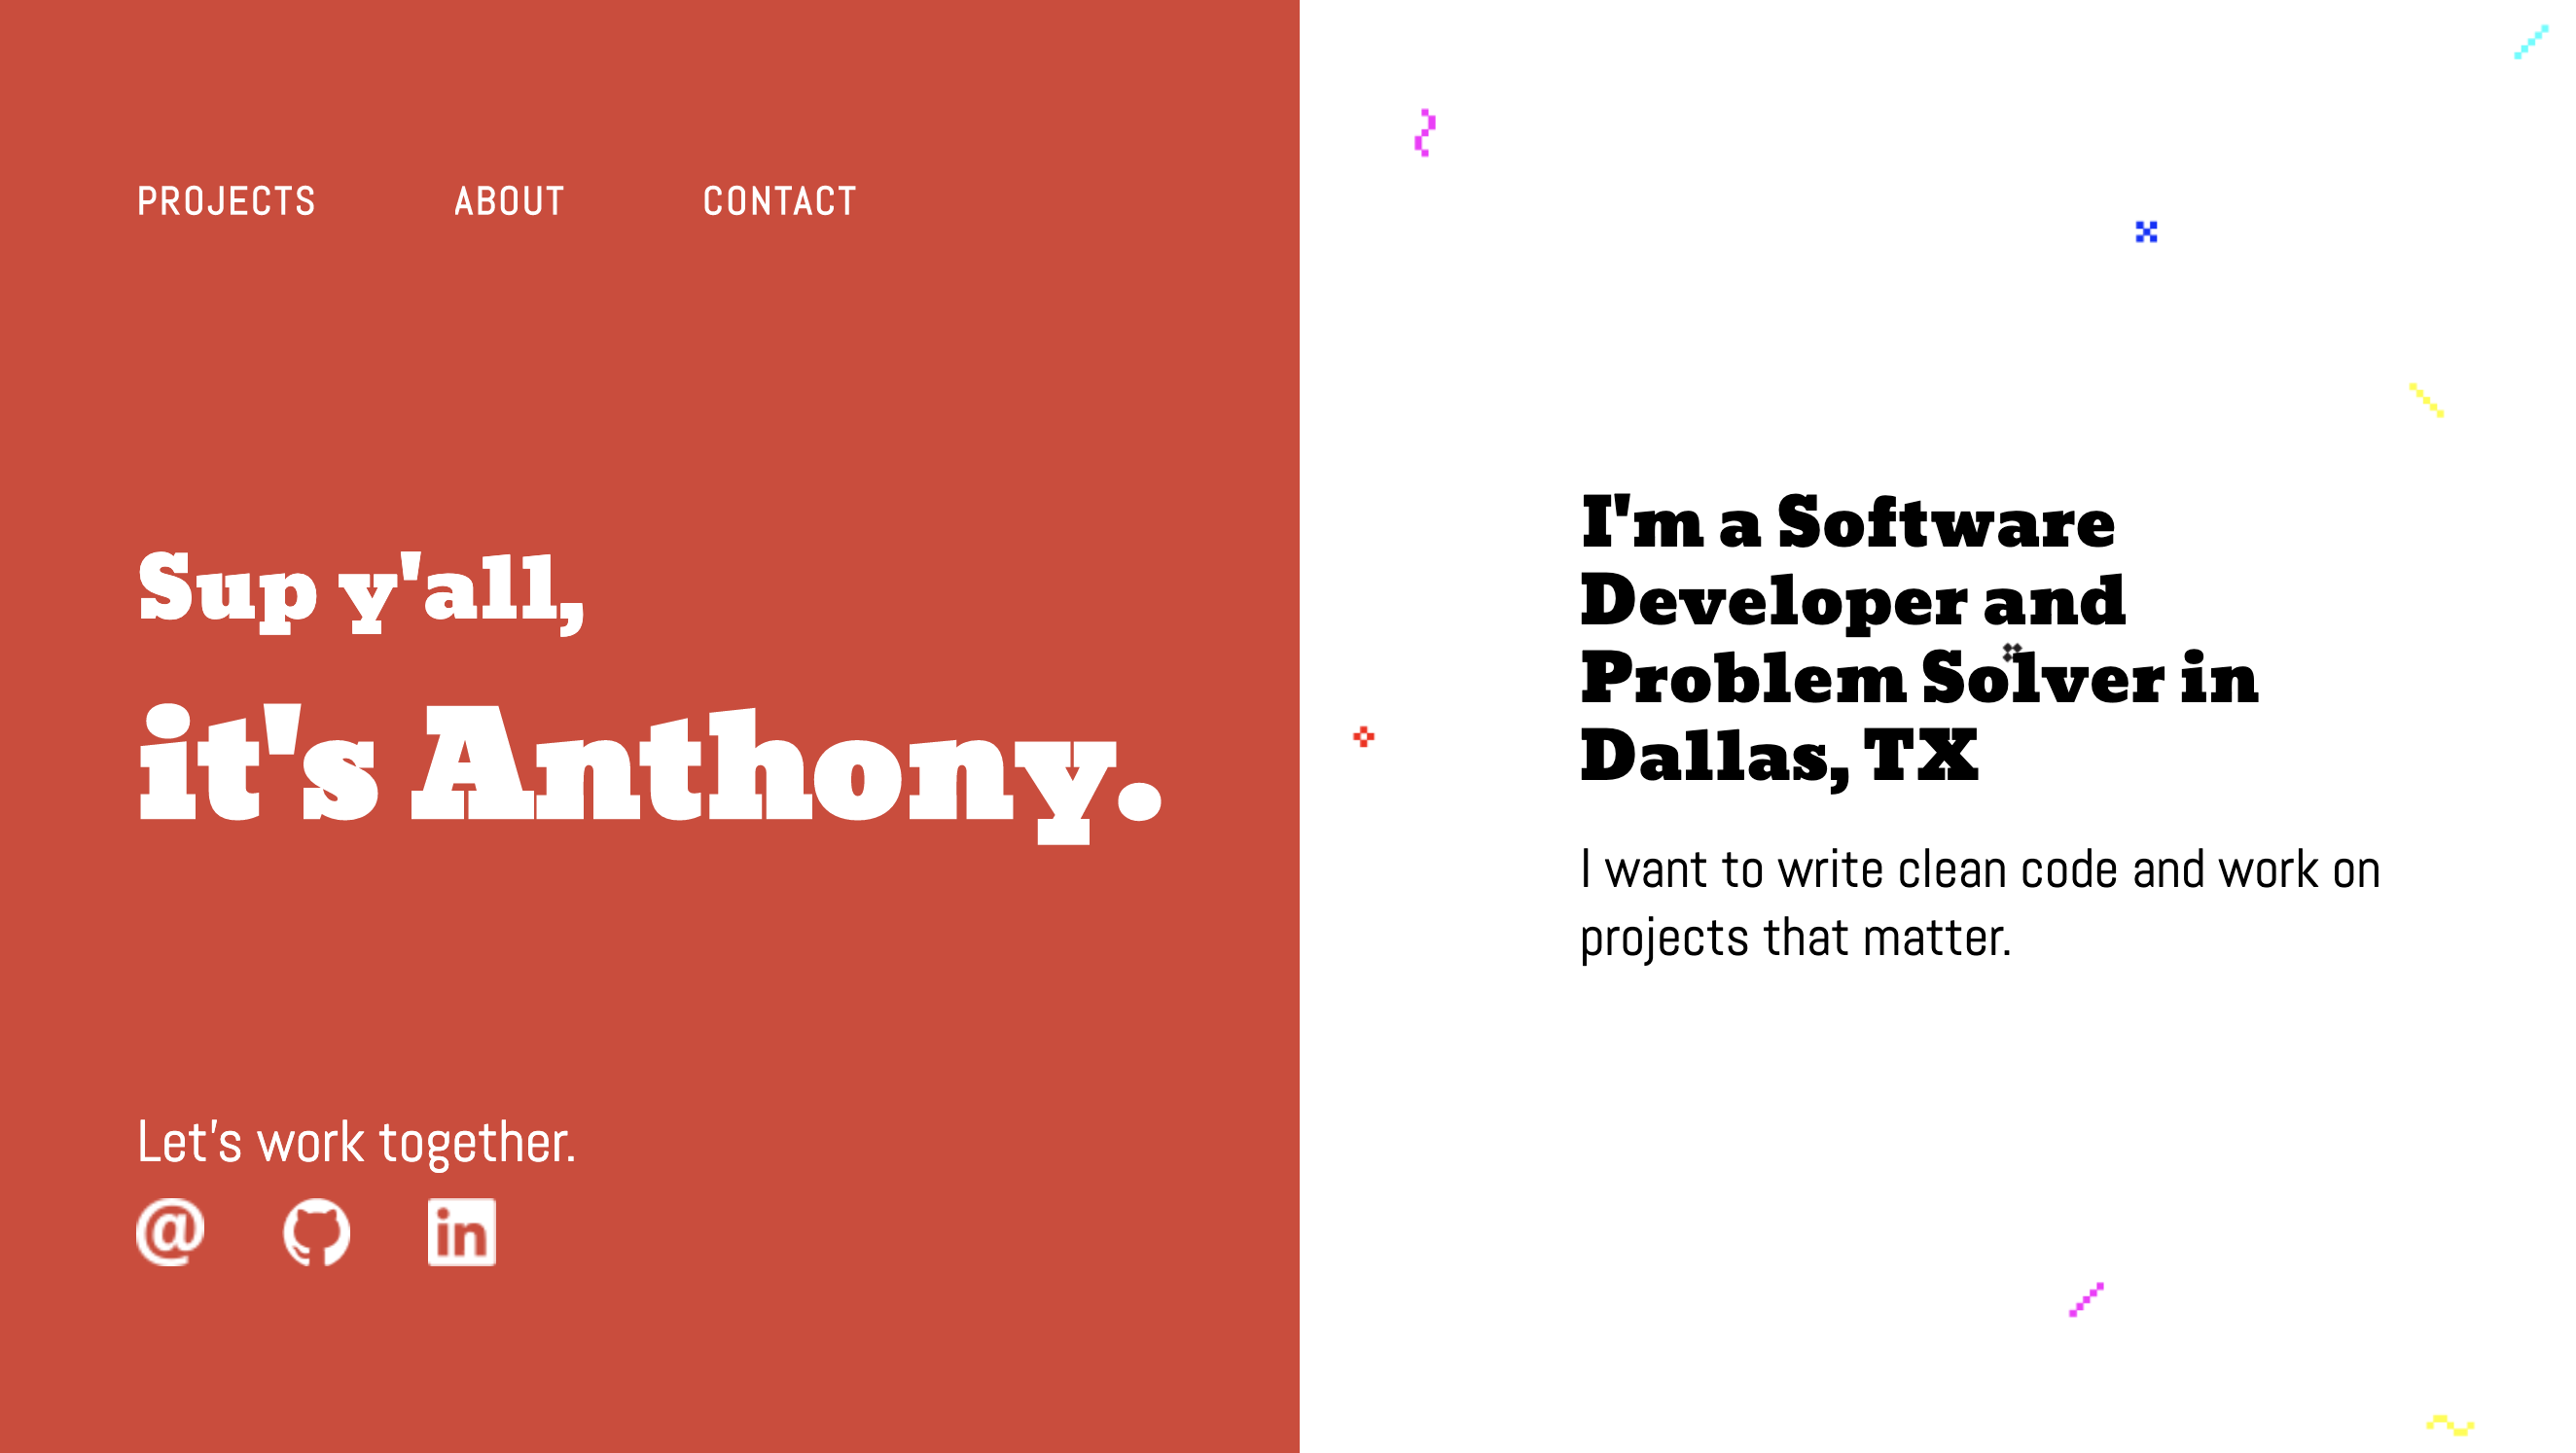 PROJECTS ABOUT CONTACT
Sup y'all,
it's Anthony.
Let's work together.
@ in
I'm a Software
Developer and
Problem Solver in
Dallas, TX
I want to write clean code and work on
projects that matter.